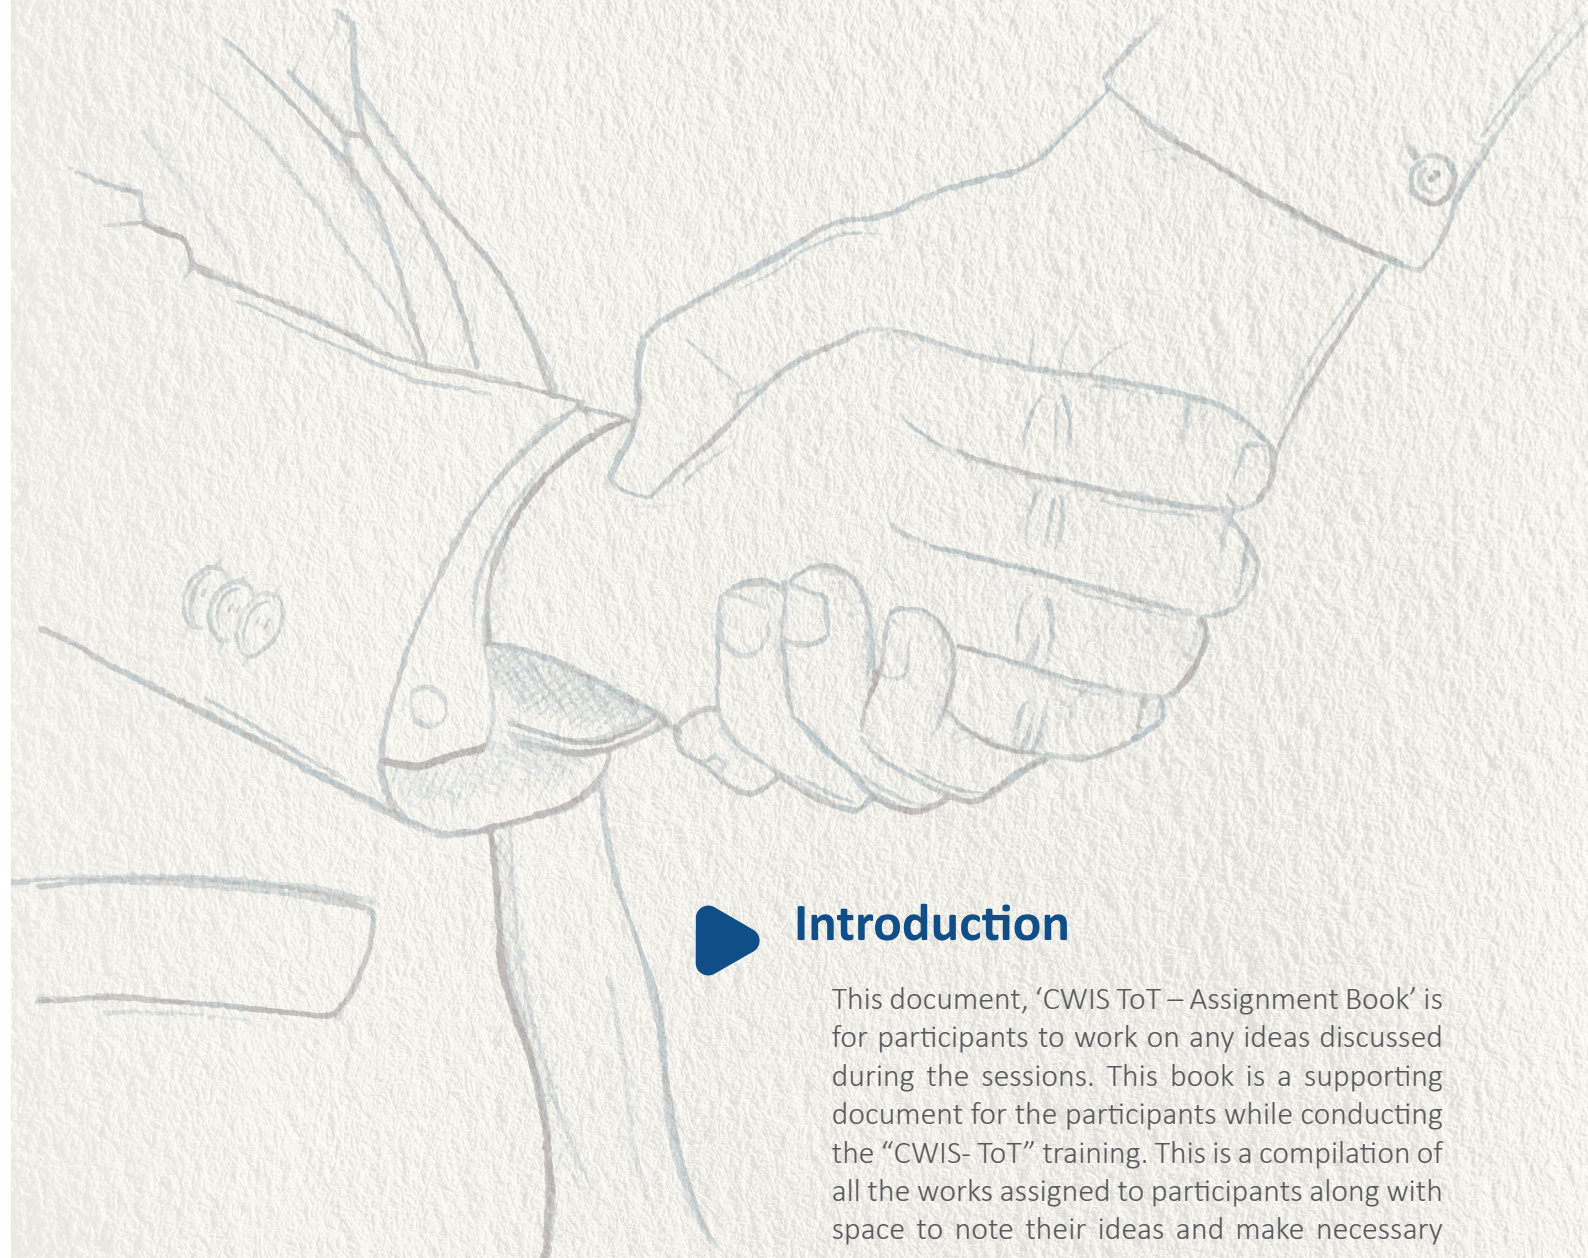 Introduction
This document, ‘CWIS ToT – Assignment Book’ is
for participants to work on any ideas discussed
during the sessions. This book is a supporting
document for the participants while conducting
the “CWIS- ToT” training. This is a compilation of
all the works assigned to participants along with
space to note their ideas and make necessary